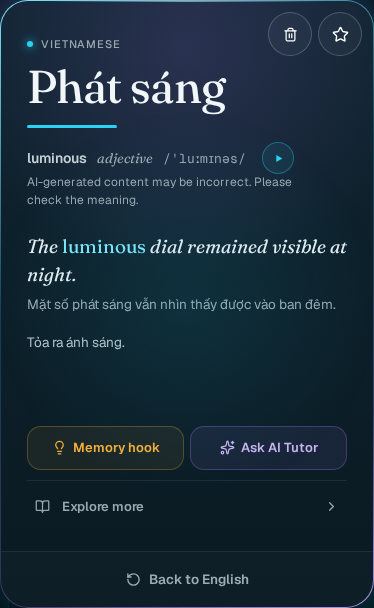 VIETNAMESE
Phát sáng
luminous adjective /ˈluːmɪnəs/
AI-generated content may be incorrect. Please
check the meaning.
The luminous dial remained visible at
night.
Mặt số phát sáng vẫn nhìn thấy được vào ban đêm.
Tỏa ra ánh sáng.
Memory hook
Ask AI Tutor
Explore more
Back to English